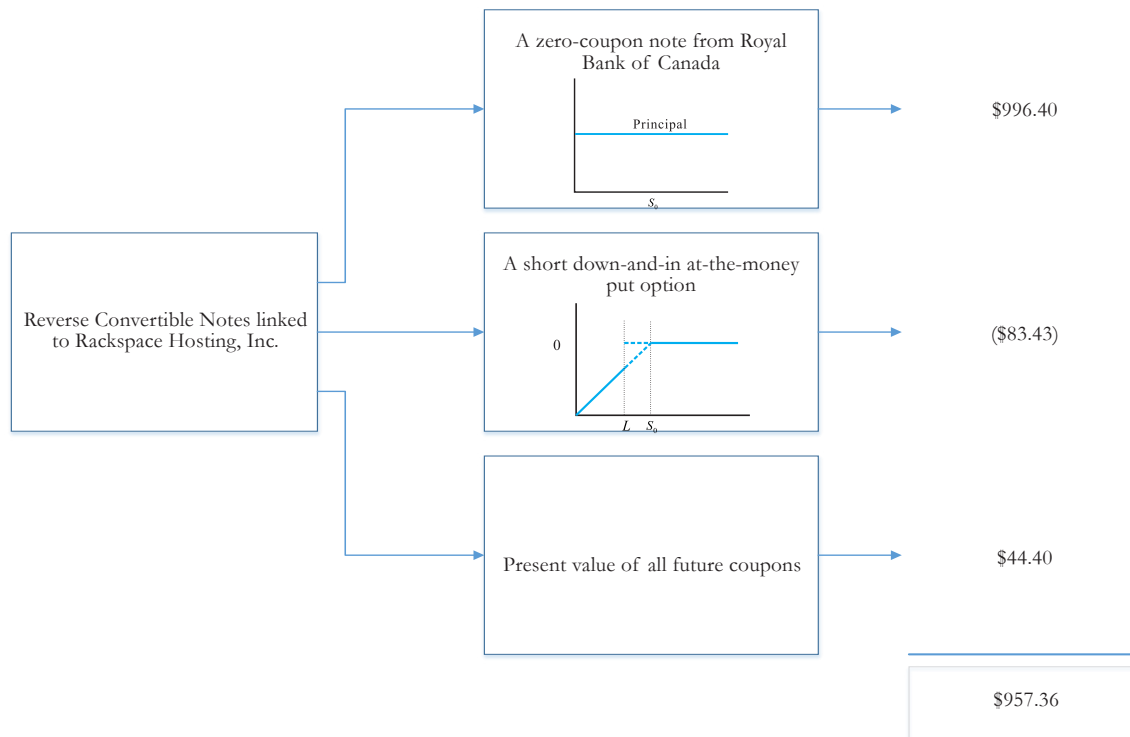 A zero-coupon note from Royal
Bank of Canada
Principal
S₀
$996.40
Reverse Convertible Notes linked
to Rackspace Hosting, Inc.
A short down-and-in at-the-money
put option
0
L S₀
($83.43)
Present value of all future coupons
$44.40
$957.36